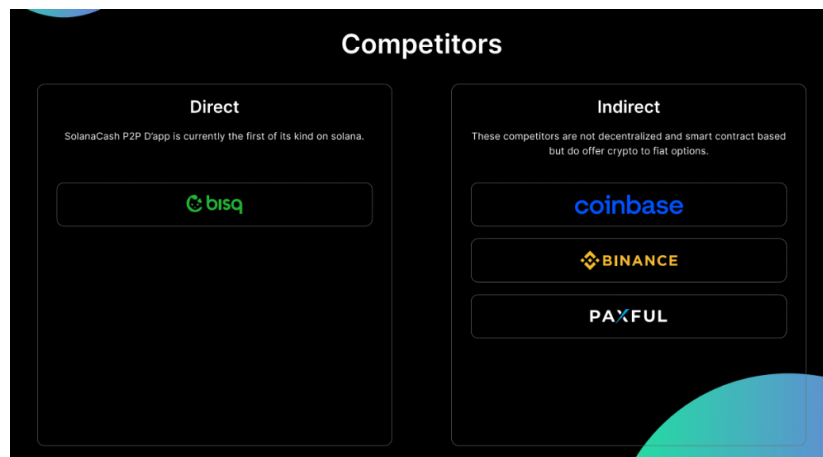 Competitors
Direct
SolanaCash P2P D'app is currently the first of its kind on solana.
bisq
Indirect
These competitors are not decentralized and smart contract based
but do offer crypto to fiat options.
coinbase
BINANCE
PAXFUL